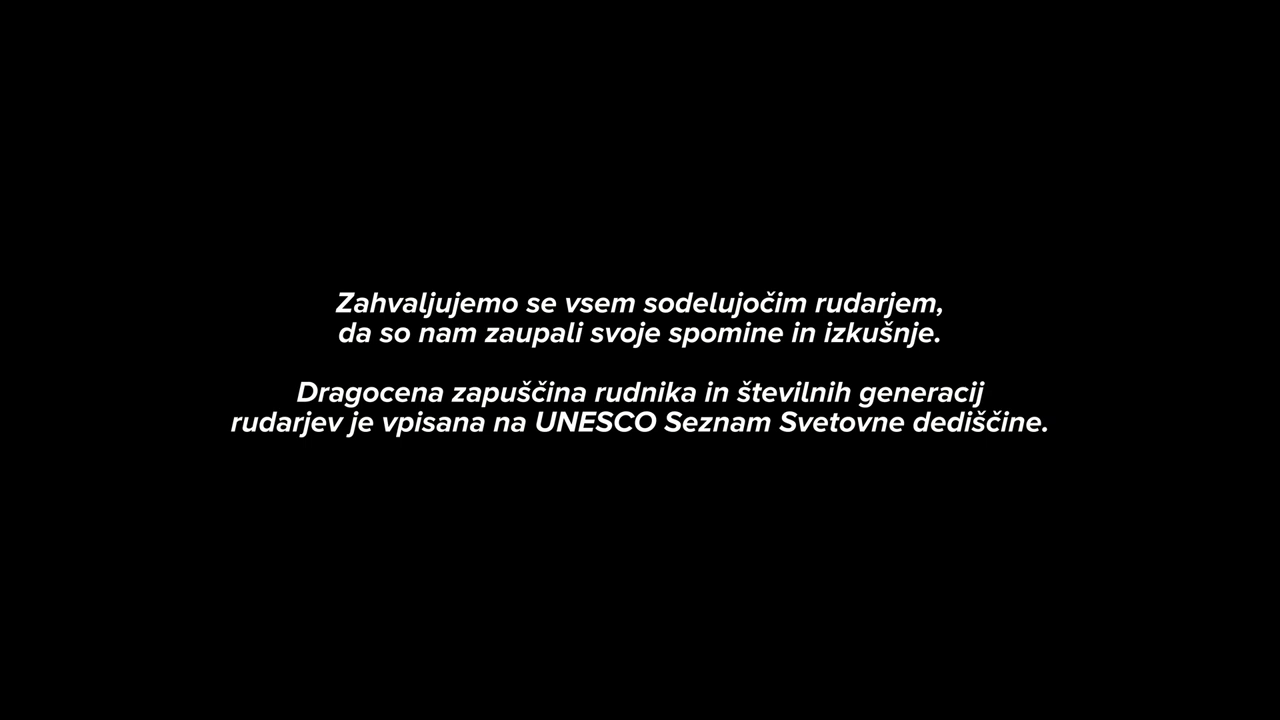 Zahvaljujemo se vsem sodelujočim rudarjem,
da so nam zaupali svoje spomine in izkušnje.
Dragocena zapuščina rudnika in številnih generacij
rudarjev je vpisana na UNESCO Seznam Svetovne dediščine.